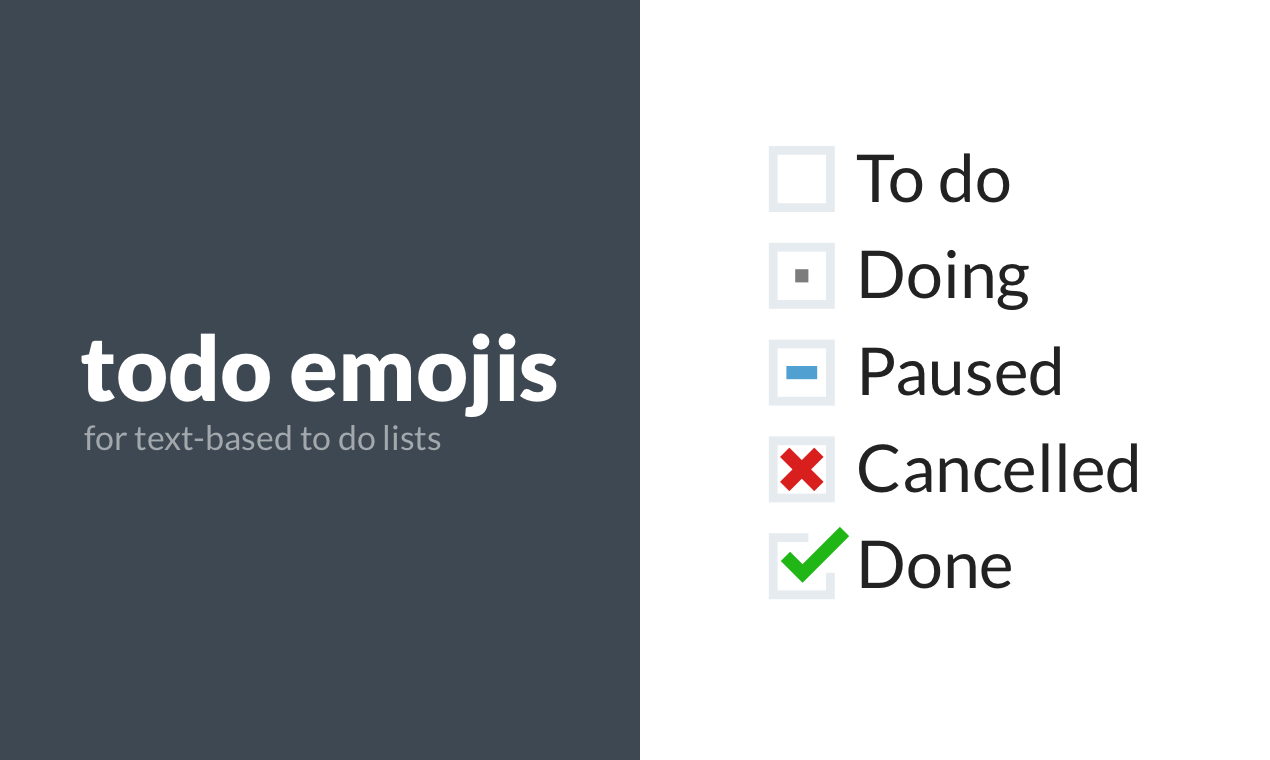 todo emojis
for text-based to do lists
To do
Doing
Paused
Cancelled
Done